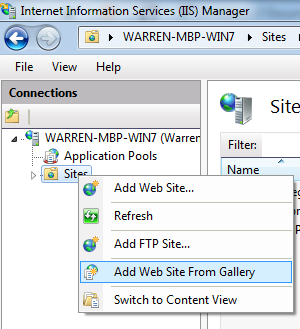 Internet Information Services (IIS) Manager
WARREN-MBP-WIN7 Sites
File View Help
Connections
WARREN-MBP-WIN7 (Warren
Application Pools
Sites
Add Web Site...
Refresh
Add FTP Site...
Add Web Site From Gallery
Switch to Content View
Sites
Filter:
Name